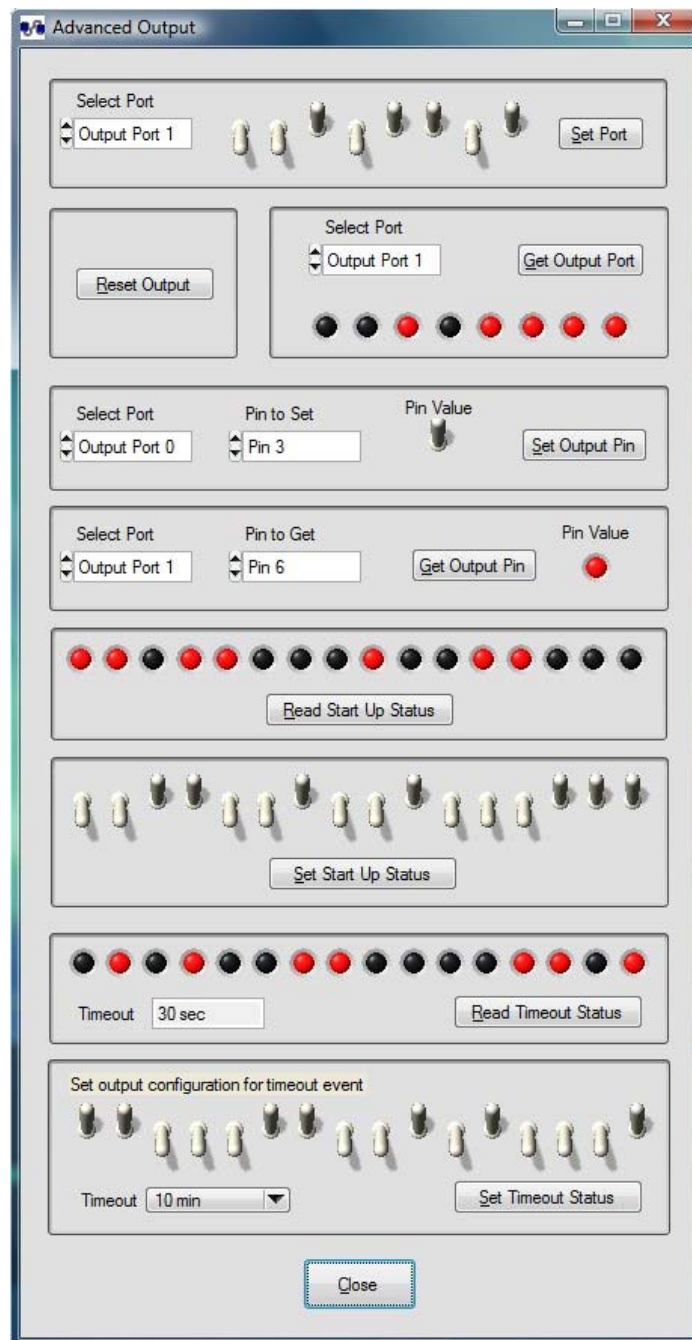 Advanced Output
Select Port
Output Port 1
Set Port
Reset Output
Select Port
Output Port 1
Get Output Port
Select Port
Output Port 0
Pin to Set
Pin 3
Pin Value
Set Output Pin
Select Port
Output Port 1
Pin to Get
Pin 6
Get Output Pin
Pin Value
Read Start Up Status
Set Start Up Status
Timeout
30 sec
Read Timeout Status
Set output configuration for timeout event
Timeout
10 min
Set Timeout Status
Close